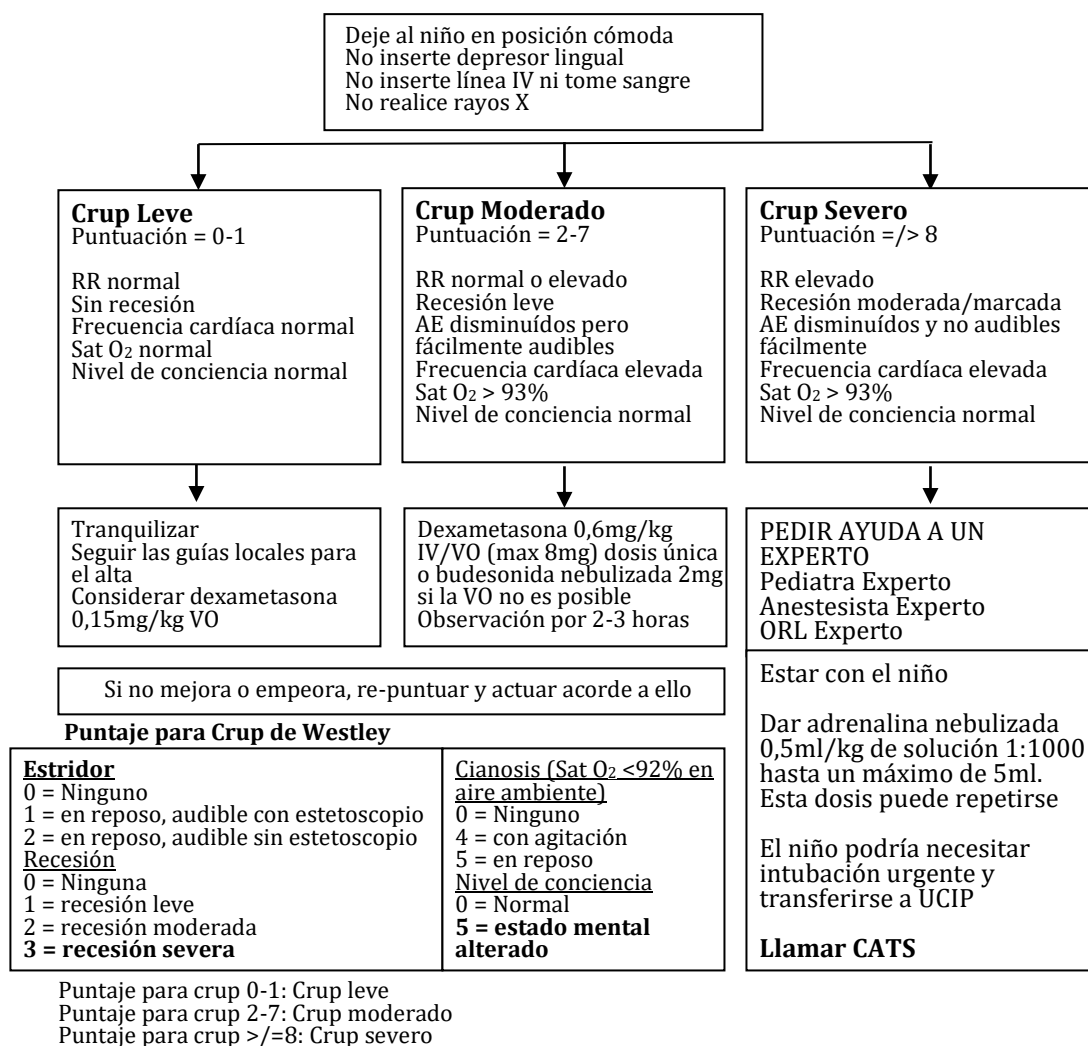 Deje al niño en posición cómoda
No inserte depresor lingual
No inserte línea IV ni tome sangre
No realice rayos X
Crup Leve
Puntuación = 0-1
RR normal
Sin recesión
Frecuencia cardíaca normal
Sat O2 normal
Nivel de conciencia normal
Crup Moderado
Puntuación = 2-7
RR normal o elevado
Recesión leve
AE disminuídos pero
fácilmente audibles
Frecuencia cardíaca elevada
Sat O2 > 93%
Nivel de conciencia normal
Crup Severo
Puntuación =/> 8
RR elevado
Recesión moderada/marcada
AE disminuídos y no audibles
fácilmente
Frecuencia cardíaca elevada
Sat O2 > 93%
Nivel de conciencia normal
Tranquilizar
Seguir las guías locales para
el alta
Considerar dexametasona
0,15mg/kg VO
Dexametasona 0,6mg/kg
IV/VO (max 8mg) dosis única
o budesonida nebulizada 2mg
si la VO no es posible
Observación por 2-3 horas
PEDIR AYUDA A UN
EXPERTO
Pediatra Experto
Anestesista Experto
ORL Experto
Estar con el niño
Dar adrenalina nebulizada
0,5ml/kg de solución 1:1000
hasta un máximo de 5ml.
Esta dosis puede repetirse
El niño podría necesitar
intubación urgente y
transferirse a UCIP
Llamar CATS
Si no mejora o empeora, re-puntuar y actuar acorde a ello
Puntaje para Crup de Westley
Estridor
0 = Ninguno
1 = en reposo, audible con estetoscopio
2 = en reposo, audible sin estetoscopio
Recesión
0 = Ninguna
1 = recesión leve
2 = recesión moderada
3 = recesión severa
Cianosis (Sat O2 <92% en
aire ambiente)
0 = Ninguno
4 = con agitación
5 = en reposo
Nivel de conciencia
0 = Normal
5 = estado mental
alterado
Puntaje para crup 0-1: Crup leve
Puntaje para crup 2-7: Crup moderado
Puntaje para crup >/=8: Crup severo